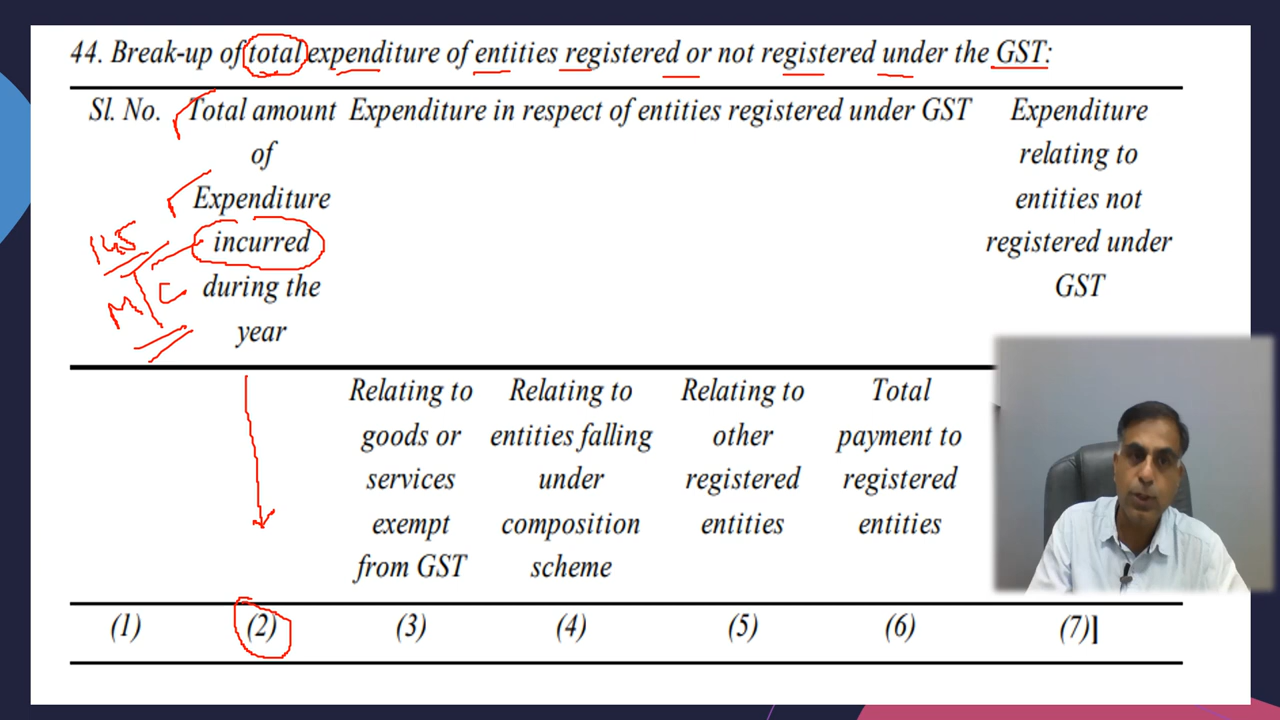 44. Break-up of total expenditure of entities registered or not registered under the GST:
Sl. No. Total amount Expenditure in respect of entities registered under GST Expenditure
of relating to
Expenditure entities not
incurred registered under
during the GST
year
145
M
C
Relating to Relating to Relating to Total
goods or entities falling other payment to
services under registered registered
exempt composition entities entities
from GST scheme
(1) (2) (3) (4) (5) (6) (7)]